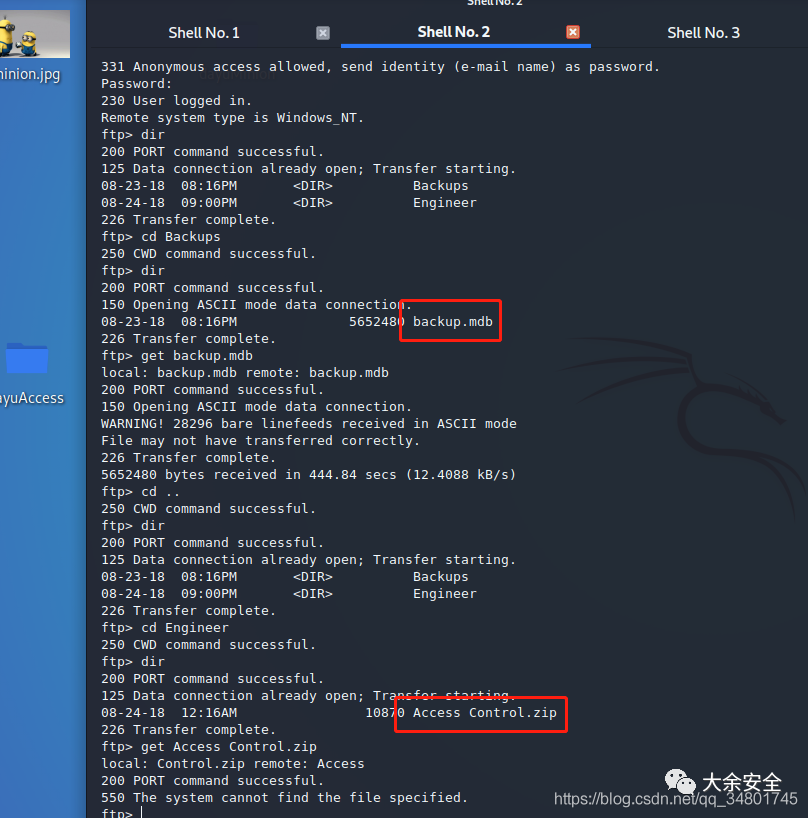 Shell No. 2
Shell No. 1
Shell No. 2
Shell No. 3
331 Anonymous access allowed, send identity (e-mail name) as password.
Password:
230 User logged in.
Remote system type is Windows_NT.
ftp> dir
200 PORT command successful.
125 Data connection already open; Transfer starting.
08-23-18  08:16PM       <DIR>          Backups
08-24-18  09:00PM       <DIR>          Engineer
226 Transfer complete.
ftp> cd Backups
250 CWD command successful.
ftp> dir
200 PORT command successful.
150 Opening ASCII mode data connection.
08-23-18  08:16PM              5652480 backup.mdb
226 Transfer complete.
ftp> get backup.mdb
local: backup.mdb remote: backup.mdb
200 PORT command successful.
150 Opening ASCII mode data connection.
WARNING! 28296 bare linefeeds received in ASCII mode
File may not have transferred correctly.
226 Transfer complete.
5652480 bytes received in 444.84 secs (12.4088 kB/s)
ftp> cd ..
250 CWD command successful.
ftp> dir
200 PORT command successful.
125 Data connection already open; Transfer starting.
08-23-18  08:16PM       <DIR>          Backups
08-24-18  09:00PM       <DIR>          Engineer
226 Transfer complete.
ftp> cd Engineer
250 CWD command successful.
ftp> dir
200 PORT command successful.
125 Data connection already open; Transfer starting.
08-24-18  12:16AM                10870 Access Control.zip
226 Transfer complete.
ftp> get Access Control.zip
local: Control.zip remote: Access
200 PORT command successful.
550 The system cannot find the file specified.
ftp>
inion.jpg
yuAccess
大余安全
https://blog.csdn.net/qq_34801745